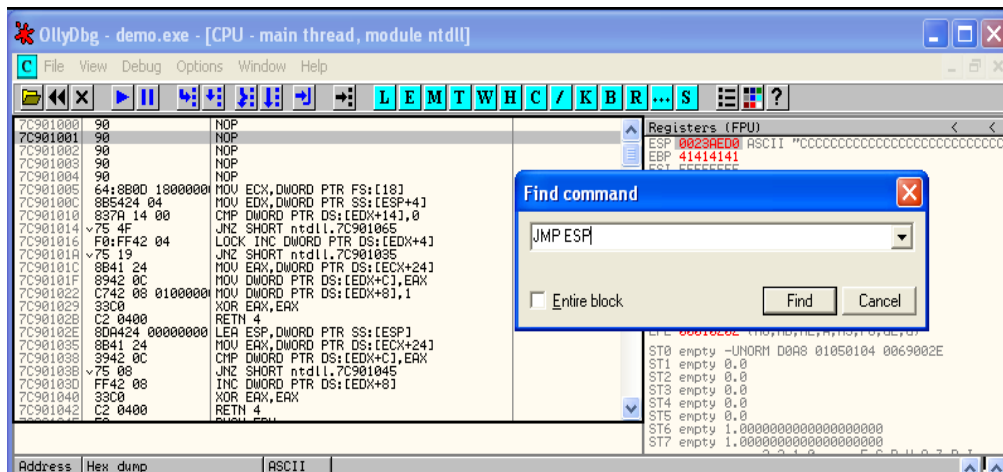 OllyDbg - demo.exe - [CPU - main thread, module ntdll]
C File View Debug Options Window Help
L E M T W H C / K B R ... S ?
7C901000 90 NOP
7C901001 90 NOP
7C901002 90 NOP
7C901003 90 NOP
7C901004 90 NOP
7C901005 64:8B0D 18000000 MOV ECX,DWORD PTR FS:[18]
7C90100C 8B5424 04 MOV EDX,DWORD PTR SS:[ESP+4]
7C901010 837A 14 00 CMP DWORD PTR DS:[EDX+14],0
7C901014 75 4F JNZ SHORT ntdll.7C901065
7C901016 F0:FF42 04 LOCK INC DWORD PTR DS:[EDX+4]
7C90101A 75 19 JNZ SHORT ntdll.7C901035
7C90101C 8B41 24 MOV EAX,DWORD PTR DS:[ECX+24]
7C90101F 8942 0C MOV DWORD PTR DS:[EDX+C],EAX
7C901022 C742 08 0100000 MOV DWORD PTR DS:[EDX+8],1
7C901029 33C0 XOR EAX,EAX
7C90102B C2 0400 RETN 4
7C90102E 8DA424 00000000 LEA ESP,DWORD PTR SS:[ESP]
7C901035 8B41 24 MOV EAX,DWORD PTR DS:[ECX+24]
7C901038 3942 0C CMP DWORD PTR DS:[EDX+C],EAX
7C90103B 75 08 JNZ SHORT ntdll.7C901045
7C90103D FF42 08 INC DWORD PTR DS:[EDX+8]
7C901040 33C0 XOR EAX,EAX
7C901042 C2 0400 RETN 4
Registers (FPU) < <
ESP 0023AED0 ASCII "CCCCCCCCCCCCCCCCCCCCCCCCCCCC
EBP 41414141
ESI FFFFFFFF
Find command
JMP ESP
Entire block
Find
Cancel
ST0 empty -UNORM D0A8 01050104 0069002E
ST1 empty 0.0
ST2 empty 0.0
ST3 empty 0.0
ST4 empty 0.0
ST5 empty 0.0
ST6 empty 1.0000000000000000000
ST7 empty 1.0000000000000000000
Address Hex dump ASCII